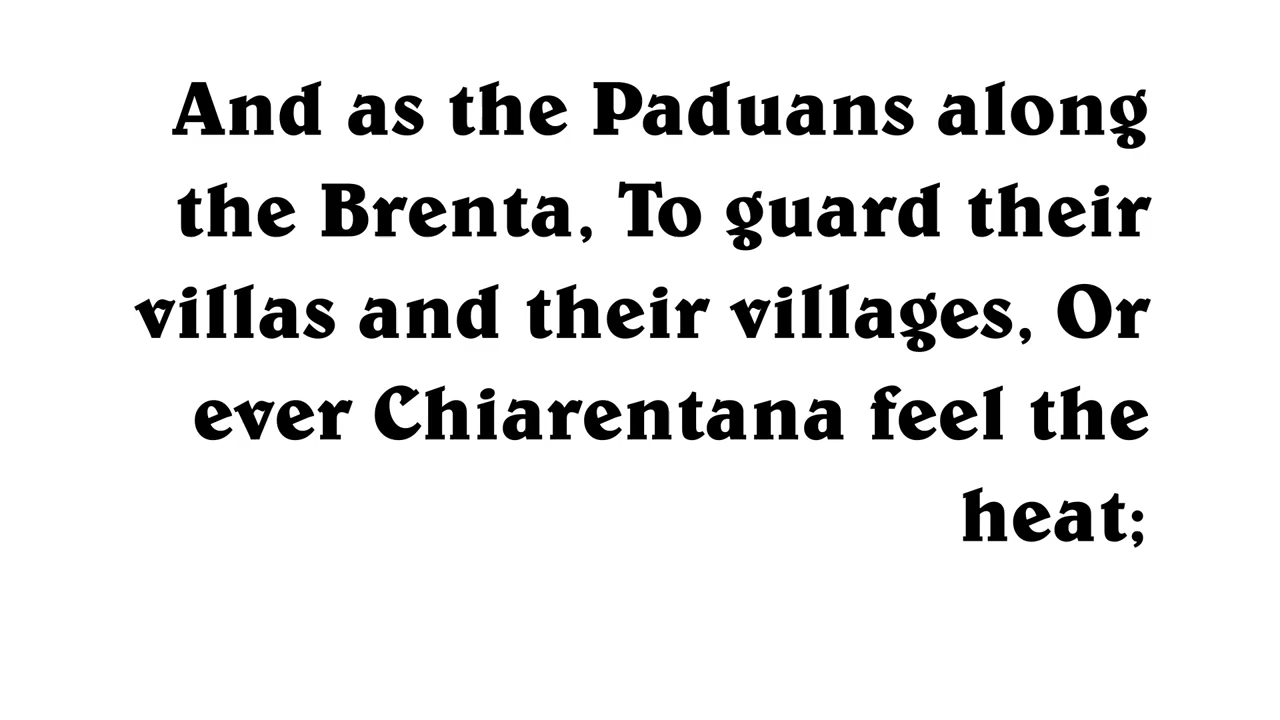 And as the Paduans along
the Brenta, To guard their
villas and their villages, Or
ever Chiarentana feel the
heat;